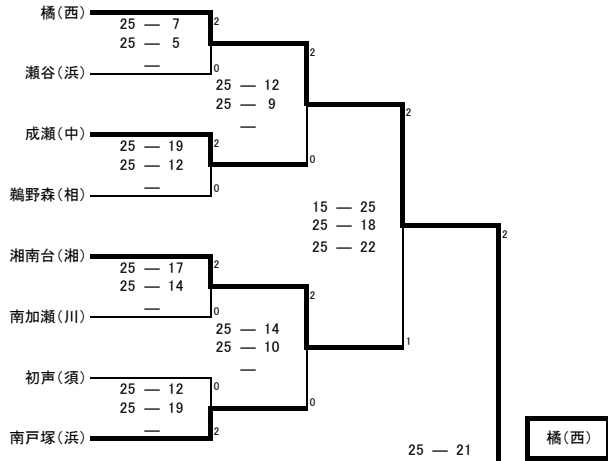 橘(西)
25 ― 7
2
25 ― 5
―
0
瀬谷(浜)
25 ― 12
25 ― 9
―
2
0
成瀬(中)
25 ― 19
2
25 ― 12
―
0
鵜野森(相)
15 ― 25
25 ― 18
25 ― 22
2
1
2
湘南台(湘)
25 ― 17
2
25 ― 14
―
0
南加瀬(川)
25 ― 14
25 ― 10
―
2
0
初声(須)
25 ― 12
0
25 ― 19
―
2
南戸塚(浜)
25 ― 21
橘(西)